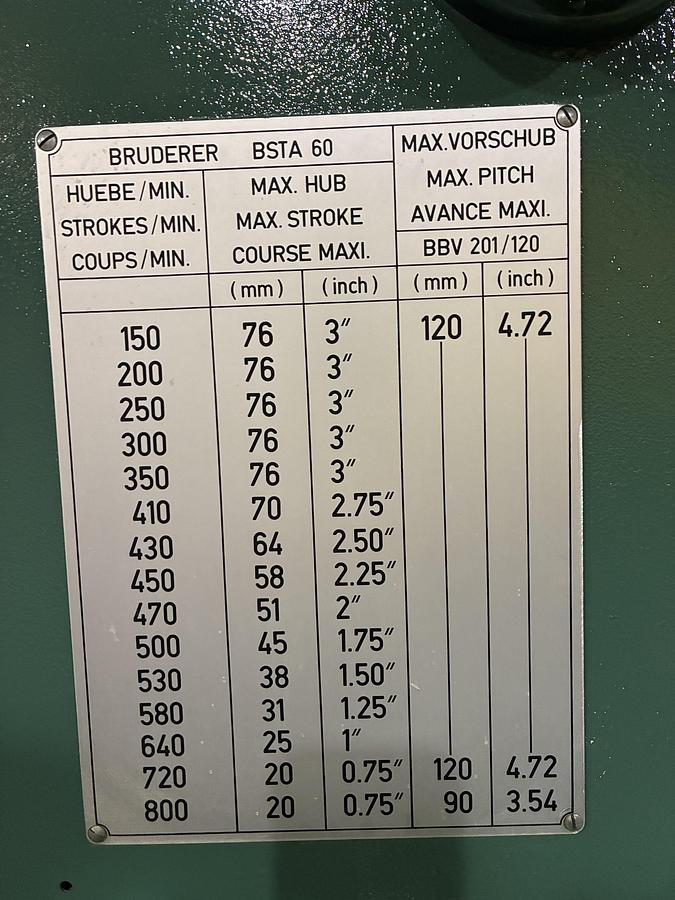 BRUDERER BSTA 60
MAX.VORSCHUB
MAX. PITCH
AVANCE MAXI.
HUEBE/MIN.
STROKES/MIN.
COUPS/MIN.
MAX. HUB
MAX. STROKE
COURSE MAXI.
BBV 201/120
(mm) (inch) (mm) (inch)
150 76 3″ 120 4.72
200 76 3″
250 76 3″
300 76 3″
350 76 3″
410 70 2.75″
430 64 2.50″
450 58 2.25″
470 51 2″
500 45 1.75″
530 38 1.50″
580 31 1.25″
640 25 1″
720 20 0.75″ 120 4.72
800 20 0.75″ 90 3.54